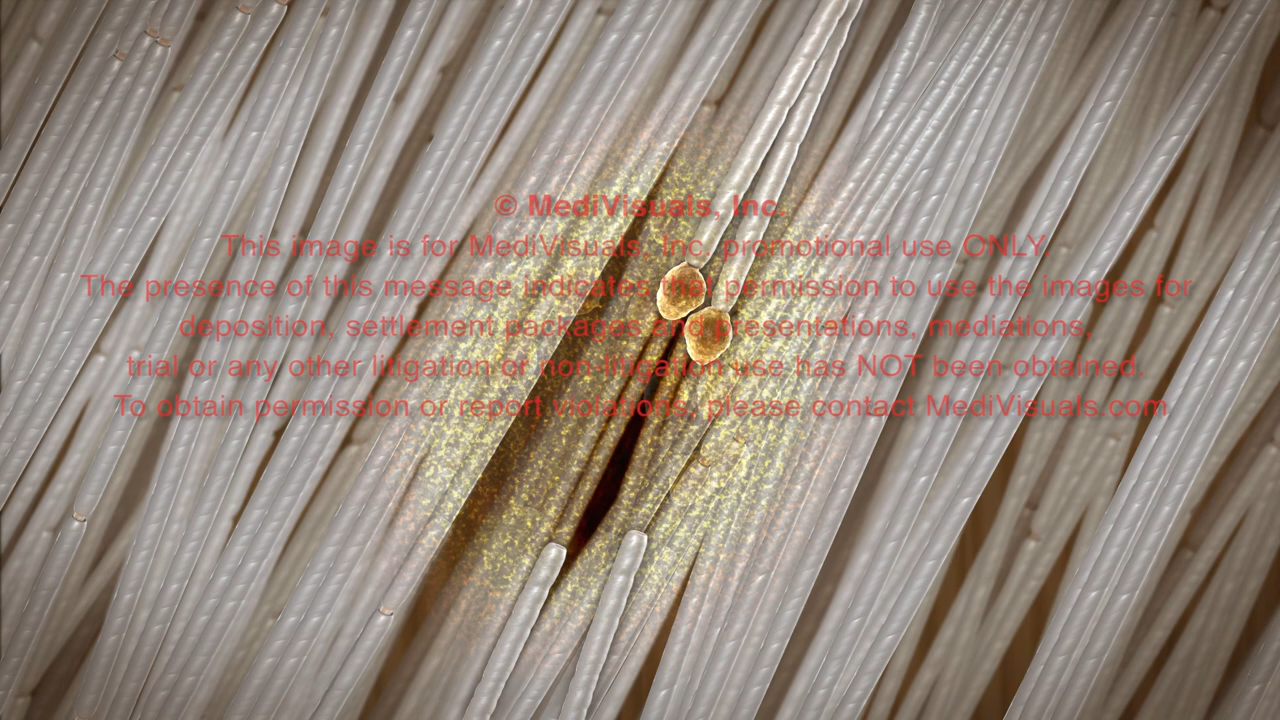 © MediVisuals, Inc.
This image is for MediVisuals, Inc. promotional use ONLY.
The presence of this message indicates that permission to use the images for
deposition, settlement packages and presentations, mediations,
trial or any other litigation or non-litigation use has NOT been obtained.
To obtain permission or report violations, please contact MediVisuals.com